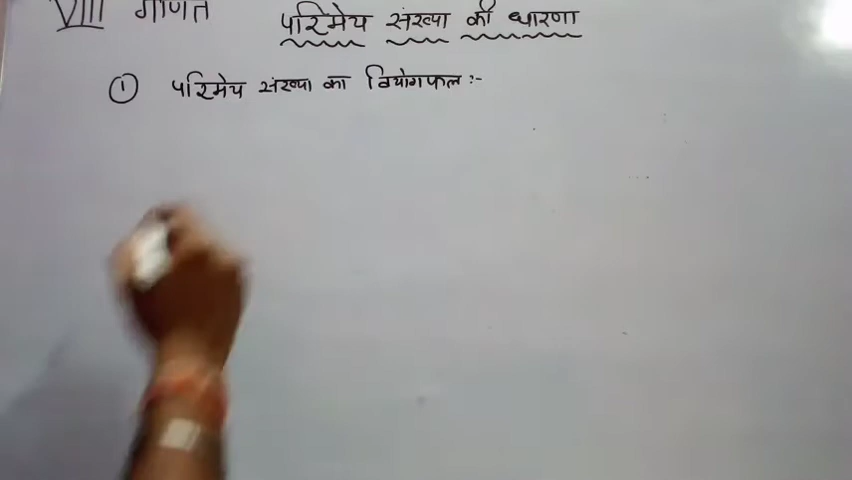 VIII गणित परिमेय संख्या की धारणा
① परिमेय संख्या का वियोगफल :-